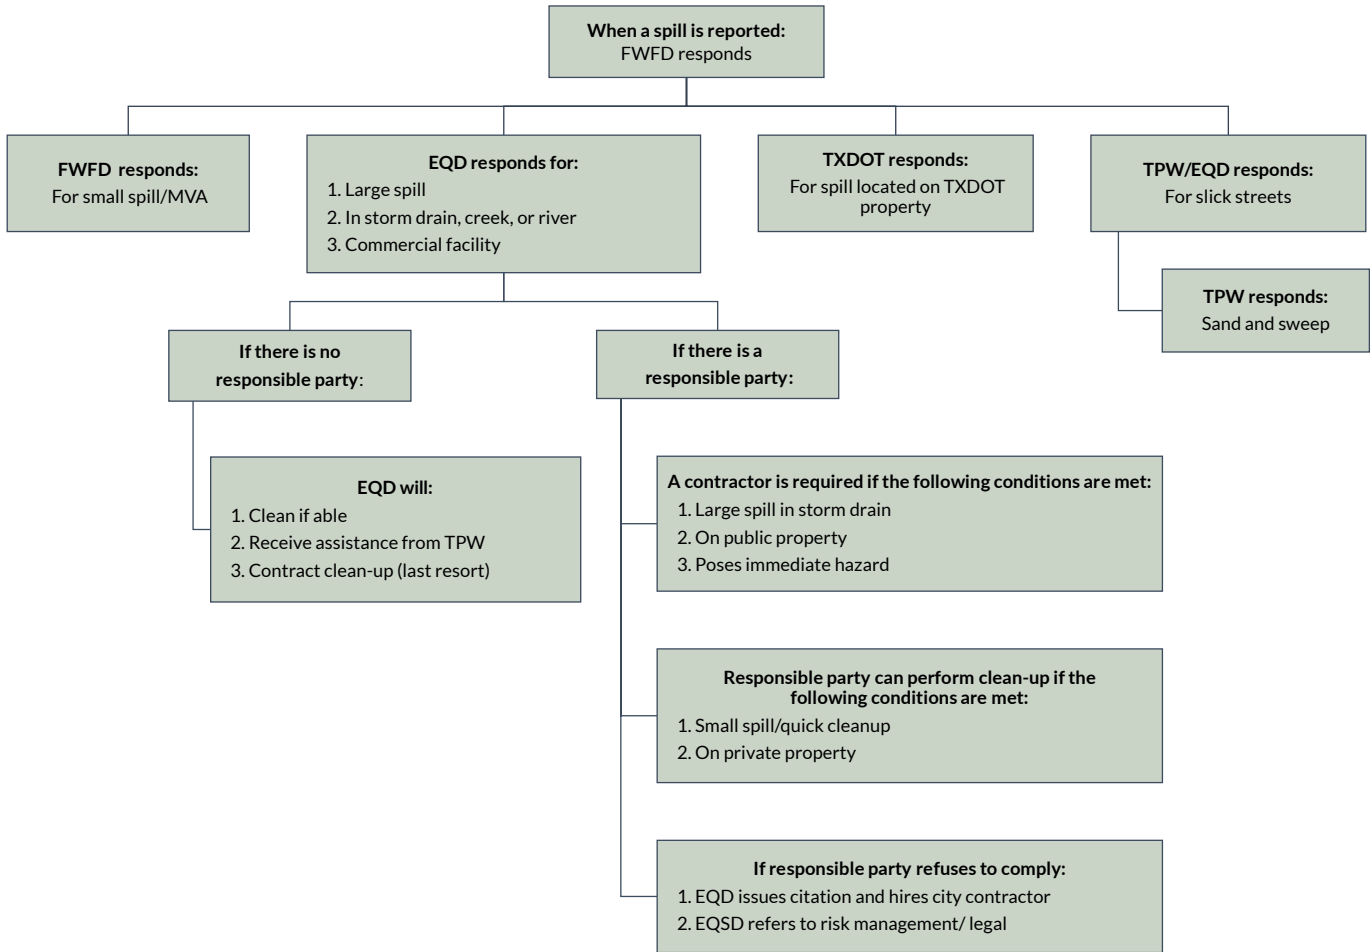 When a spill is reported:
FWFD responds
FWFD responds:
For small spill/MVA
EQD responds for:
1. Large spill
2. In storm drain, creek, or river
3. Commercial facility
TXDOT responds:
For spill located on TXDOT
property
TPW/EQD responds:
For slick streets
TPW responds:
Sand and sweep
If there is no
responsible party:
If there is a
responsible party:
EQD will:
1. Clean if able
2. Receive assistance from TPW
3. Contract clean-up (last resort)
A contractor is required if the following conditions are met:
1. Large spill in storm drain
2. On public property
3. Poses immediate hazard
Responsible party can perform clean-up if the
following conditions are met:
1. Small spill/quick cleanup
2. On private property
If responsible party refuses to comply:
1. EQD issues citation and hires city contractor
2. EQSD refers to risk management/ legal